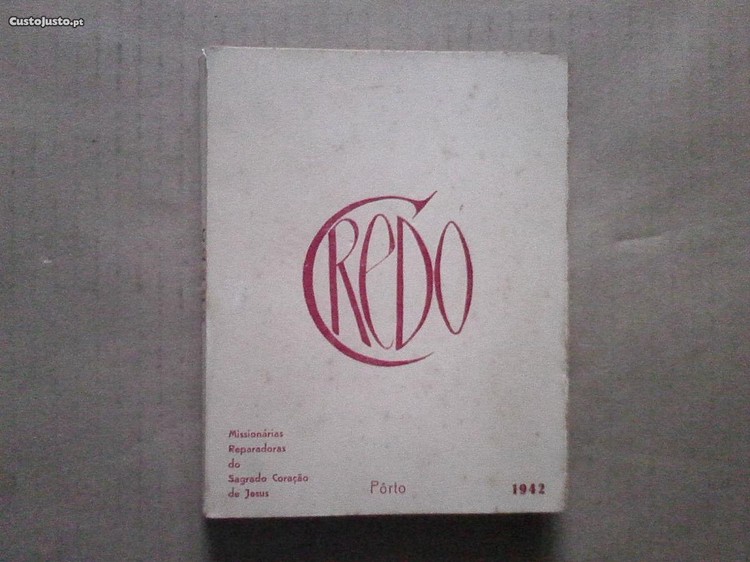 CustoJusto.pt
CReDO
Missionárias
Reparadoras
do
Sagrado Coração
de Jesus
Pôrto
1942